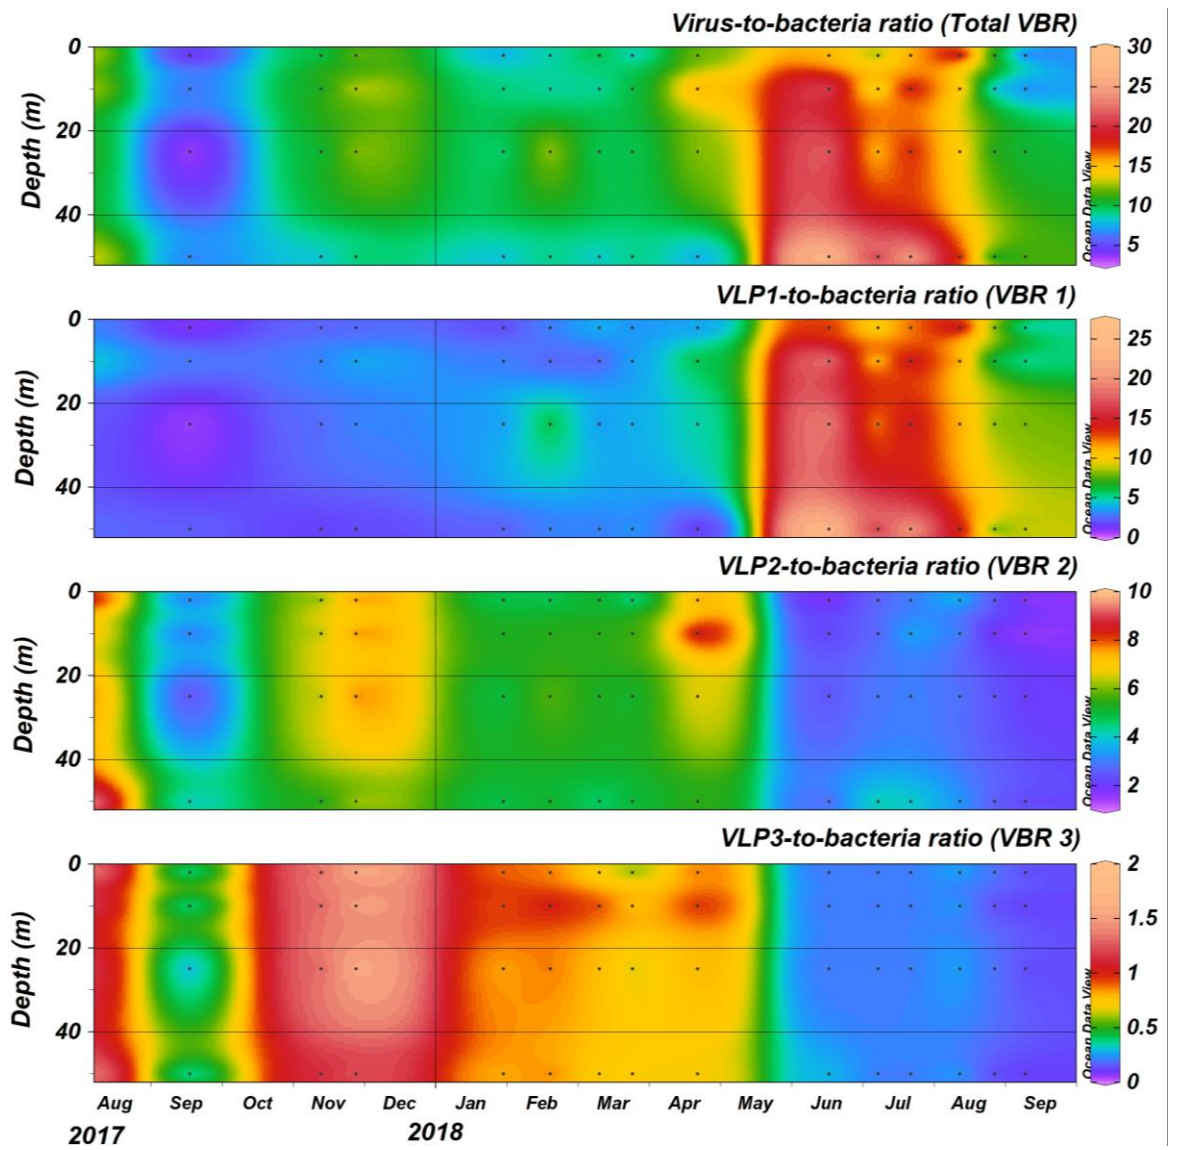 Virus-to-bacteria ratio (Total VBR)
0
20
40
Depth (m)
30
25
20
15
10
5
Ocean Data View
VLP1-to-bacteria ratio (VBR 1)
0
20
40
Depth (m)
25
20
15
10
5
0
Ocean Data View
VLP2-to-bacteria ratio (VBR 2)
0
20
40
Depth (m)
10
8
6
4
2
Ocean Data View
VLP3-to-bacteria ratio (VBR 3)
0
20
40
Depth (m)
2
1.5
1
0.5
0
Ocean Data View
Aug Sep Oct Nov Dec Jan Feb Mar Apr May Jun Jul Aug Sep
2017 2018